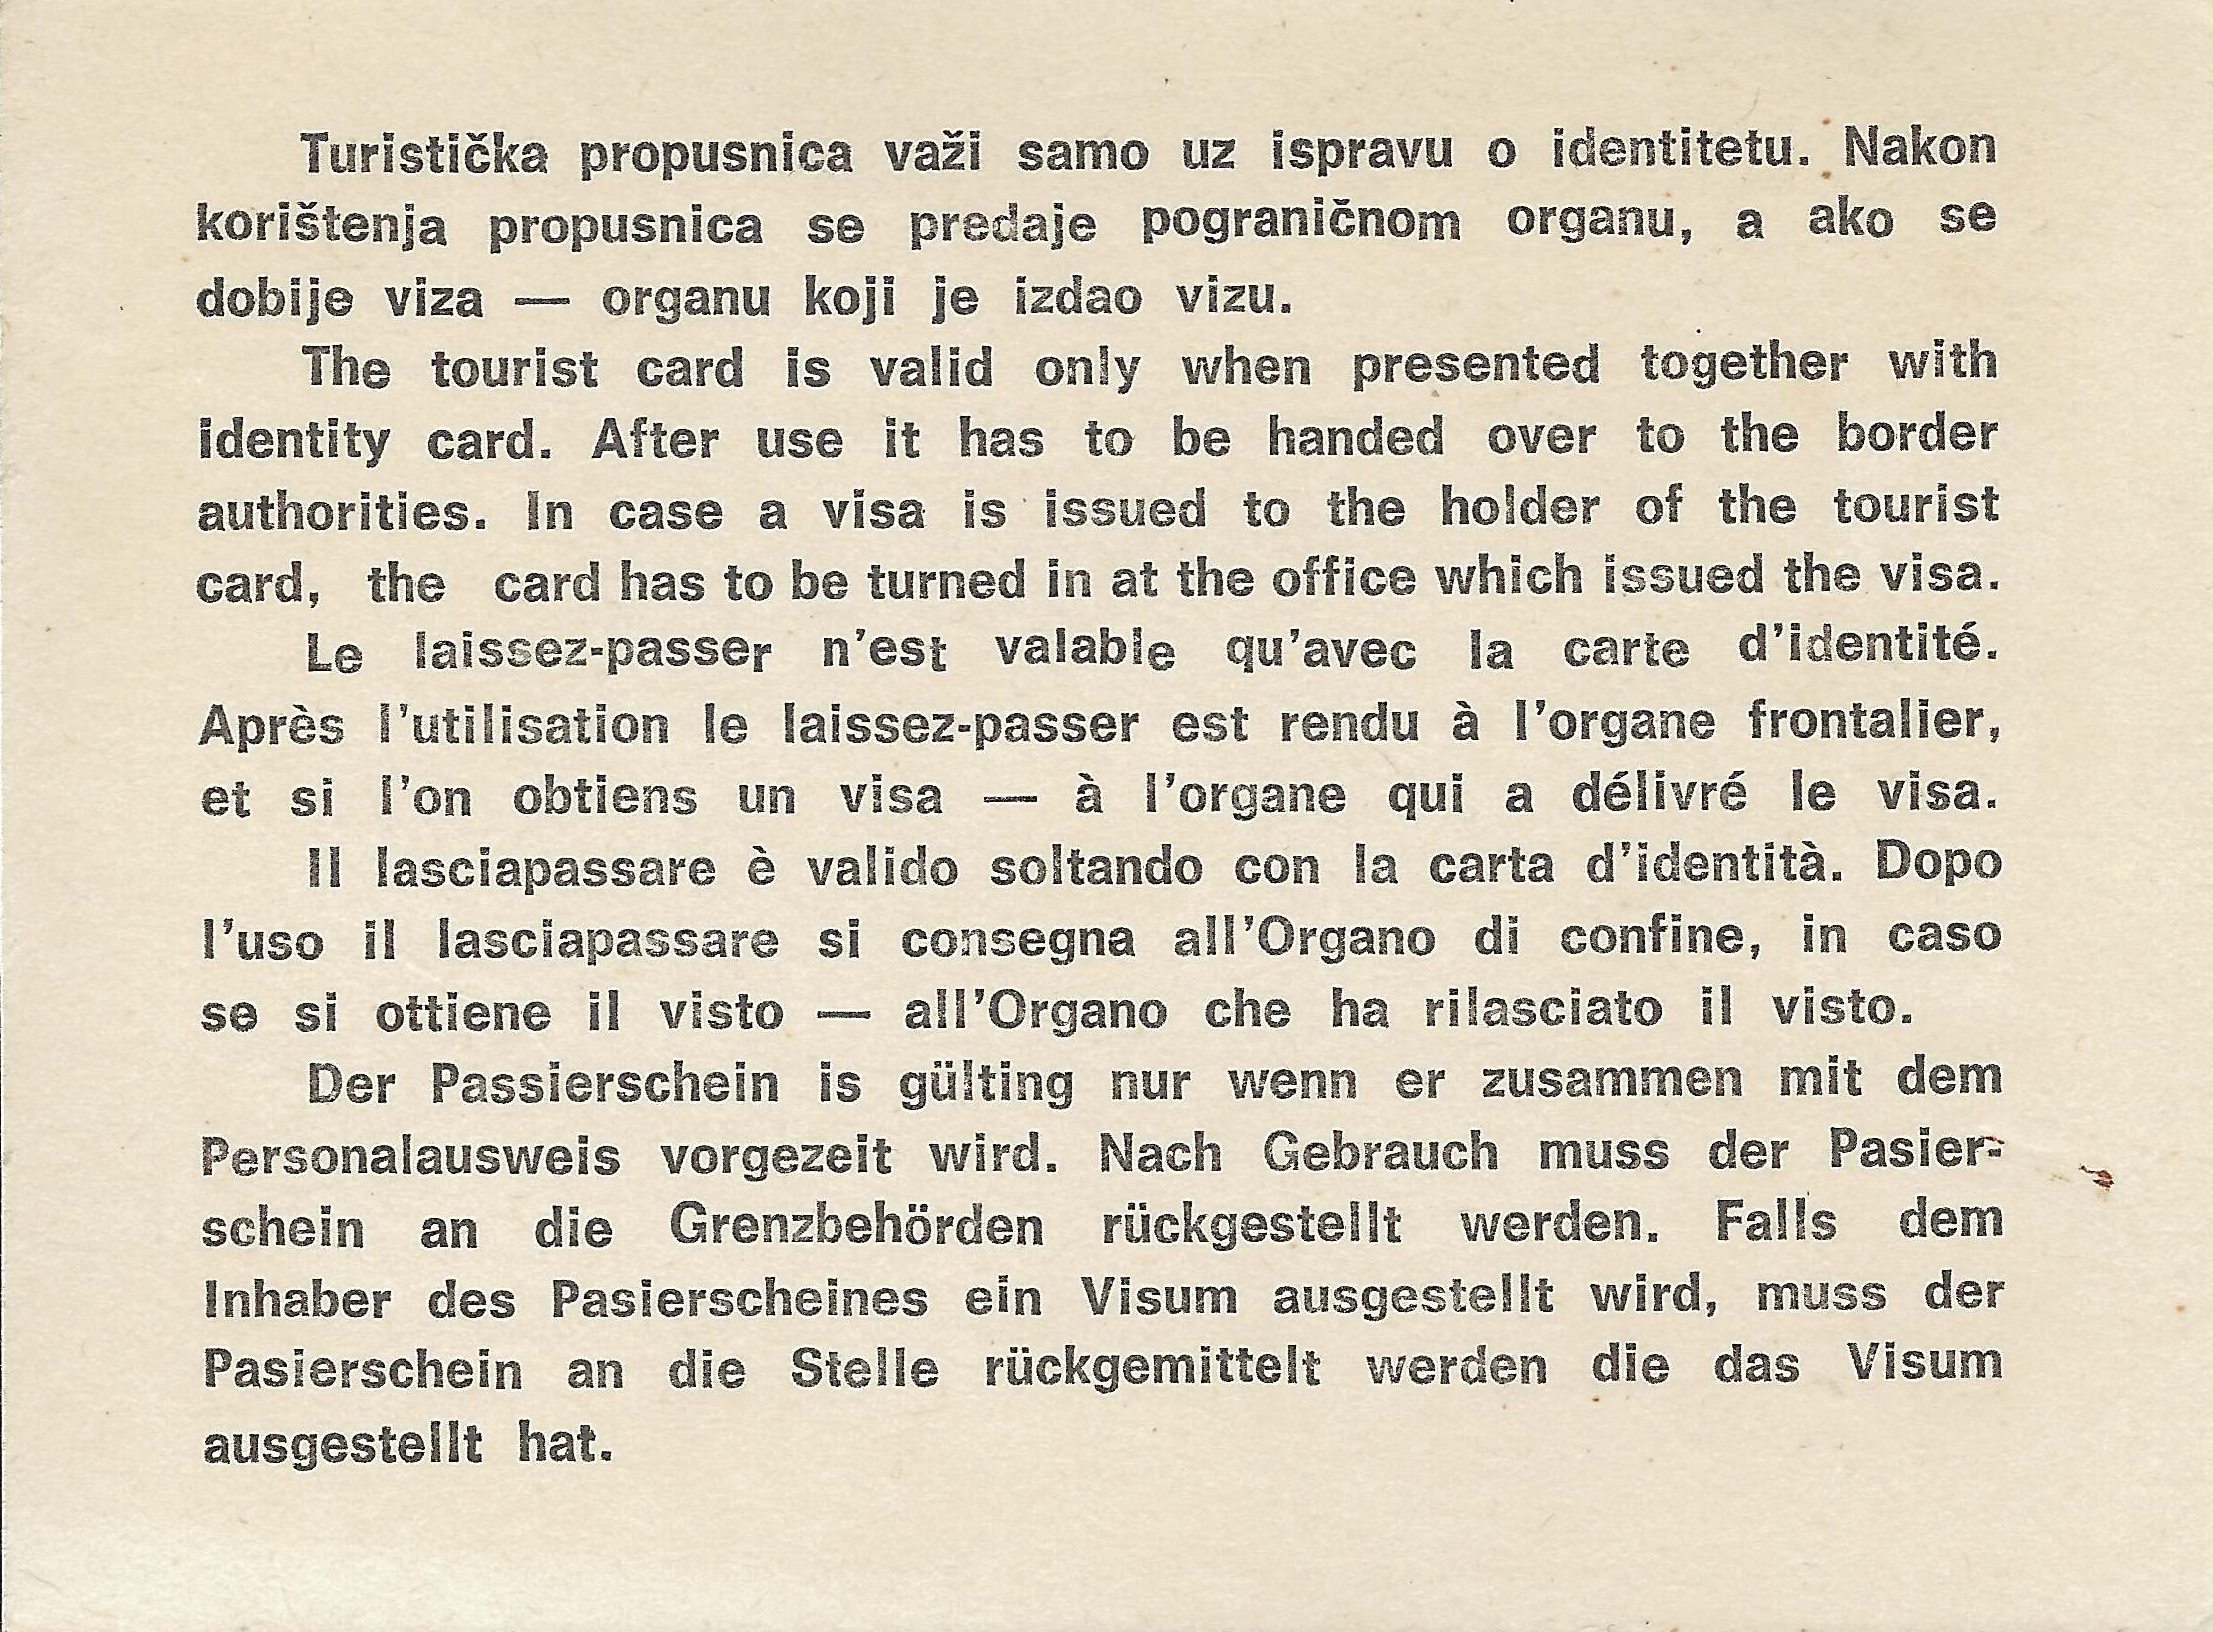 Turistička propusnica važi samo uz ispravu o identitetu. Nakon
korištenja propusnica se predaje pograničnom organu, a ako se
dobije viza — organu koji je izdao vizu.
The tourist card is valid only when presented together with
identity card. After use it has to be handed over to the border
authorities. In case a visa is issued to the holder of the tourist
card, the card has to be turned in at the office which issued the visa.
Le laissez-passer n'est valable qu'avec la carte d'identité.
Après l'utilisation le laissez-passer est rendu à l'organe frontalier,
et si l'on obtiens un visa — à l'organe qui a délivré le visa.
Il lasciapassare è valido soltando con la carta d'identità. Dopo
l'uso il lasciapassare si consegna all'Organo di confine, in caso
se si ottiene il visto — all'Organo che ha rilasciato il visto.
Der Passierschein is gülting nur wenn er zusammen mit dem
Personalausweis vorgezeit wird. Nach Gebrauch muss der Pasier-
schein an die Grenzbehörden rückgestellt werden. Falls dem
Inhaber des Pasierscheines ein Visum ausgestellt wird, muss der
Pasierschein an die Stelle rückgemittelt werden die das Visum
ausgestellt hat.